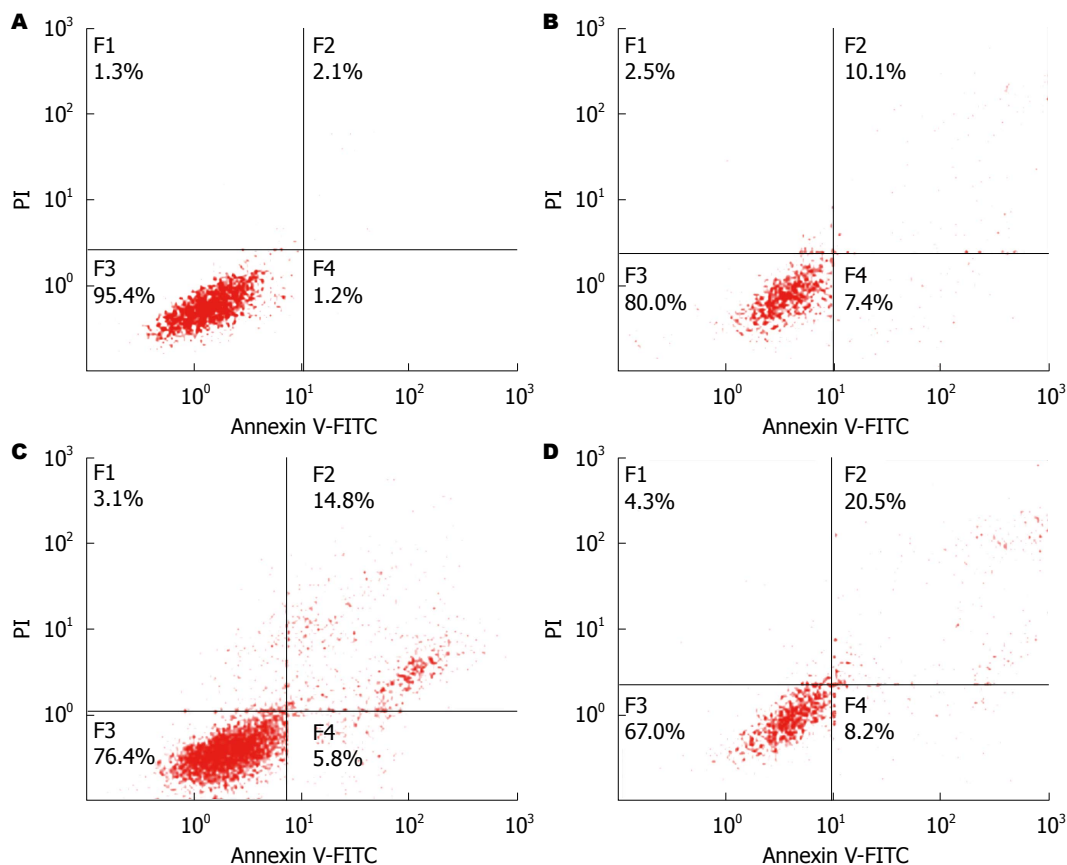 A
10³
10²
10¹
10⁰
PI
F1
1.3%
F2
2.1%
F3
95.4%
F4
1.2%
10⁰
10¹
10²
10³
Annexin V-FITC
B
10³
10²
10¹
10⁰
PI
F1
2.5%
F2
10.1%
F3
80.0%
F4
7.4%
10⁰
10¹
10²
10³
Annexin V-FITC
C
10³
10²
10¹
10⁰
PI
F1
3.1%
F2
14.8%
F3
76.4%
F4
5.8%
10⁰
10¹
10²
10³
Annexin V-FITC
D
10³
10²
10¹
10⁰
PI
F1
4.3%
F2
20.5%
F3
67.0%
F4
8.2%
10⁰
10¹
10²
10³
Annexin V-FITC